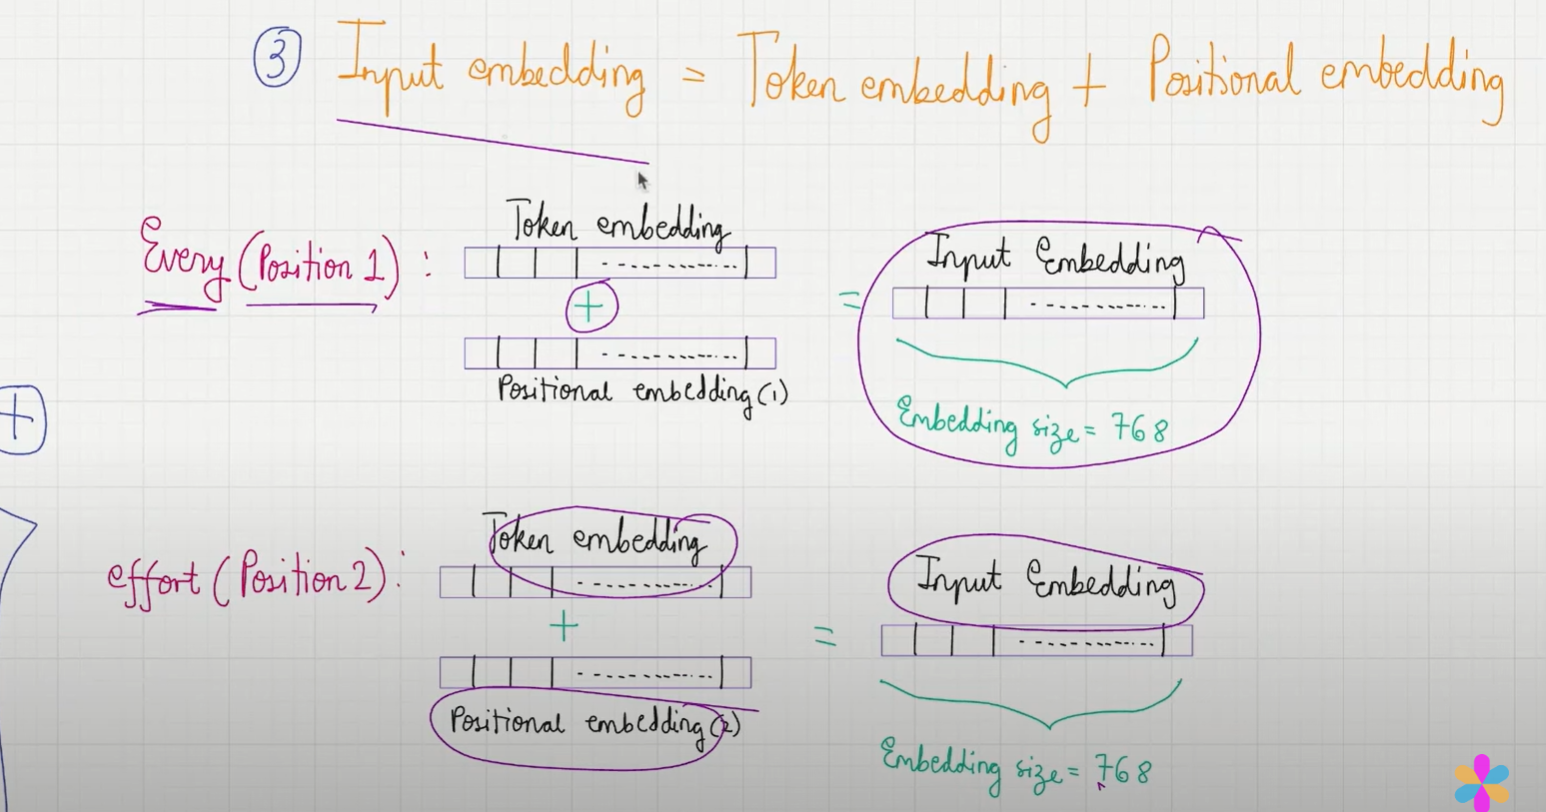 3 Input embedding = Token embedding + Positional embedding
Token embedding
Every (Position 1) :
+
Positional embedding (1)
=
Input Embedding
Embedding size = 768
+
Token embedding
effort (Position 2) :
+
Positional embedding (2)
=
Input Embedding
Embedding size = 768